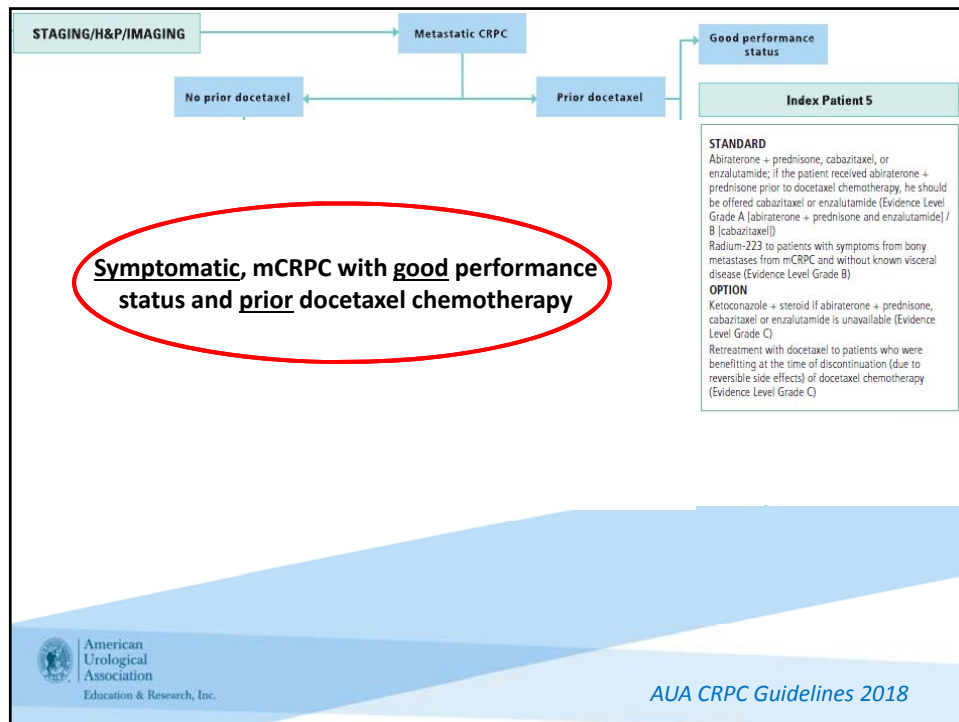 STAGING/H&P/IMAGING
Metastatic CRPC
Good performance
status
No prior docetaxel
Prior docetaxel
Index Patient 5
STANDARD
Abiraterone + prednisone, cabazitaxel, or
enzalutamide; if the patient received abiraterone +
prednisone prior to docetaxel chemotherapy, he should
be offered cabazitaxel or enzalutamide (Evidence Level
Grade A [abiraterone + prednisone and enzalutamide] /
B [cabazitaxel])
Radium-223 to patients with symptoms from bony
metastases from mCRPC and without known visceral
disease (Evidence Level Grade B)
OPTION
Ketoconazole + steroid if abiraterone + prednisone,
cabazitaxel or enzalutamide is unavailable (Evidence
Level Grade C)
Retreatment with docetaxel to patients who were
benefitting at the time of discontinuation (due to
reversible side effects) of docetaxel chemotherapy
(Evidence Level Grade C)
Symptomatic, mCRPC with good performance
status and prior docetaxel chemotherapy
American
Urological
Association
Education & Research, Inc.
AUA CRPC Guidelines 2018